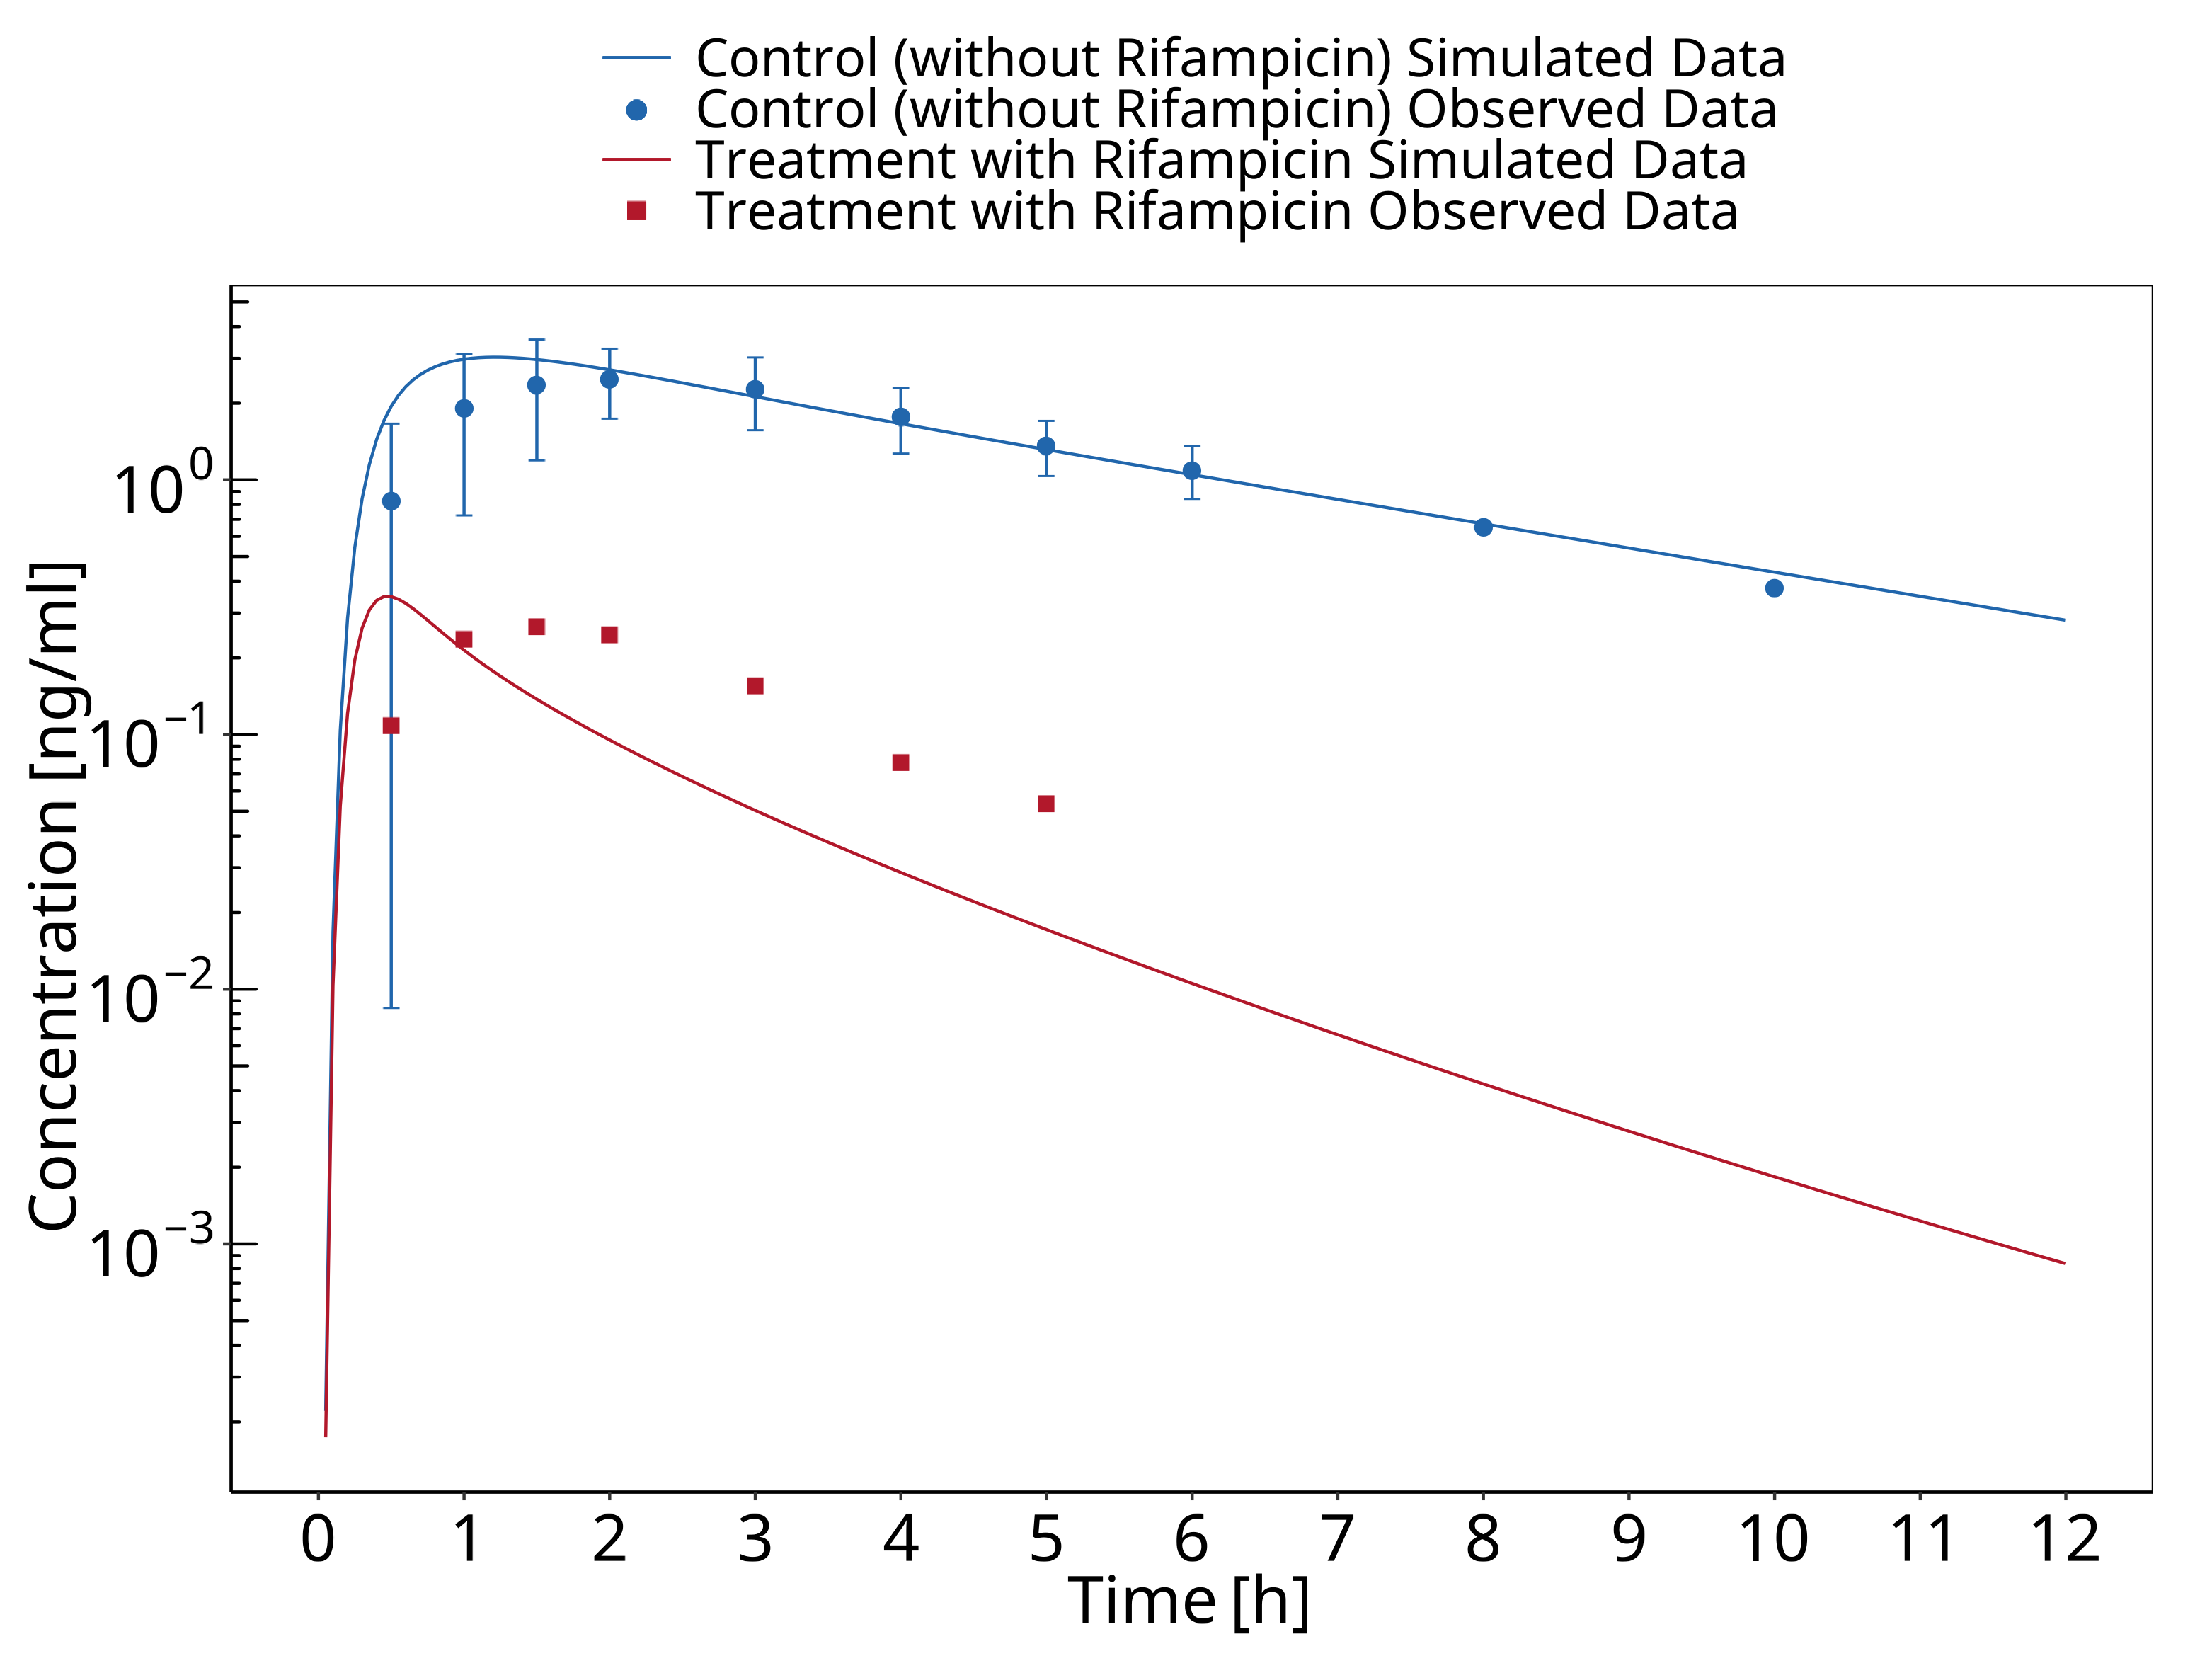 Control (without Rifampicin) Simulated Data
Control (without Rifampicin) Observed Data
Treatment with Rifampicin Simulated Data
Treatment with Rifampicin Observed Data
Concentration [ng/ml]
10⁰
10⁻¹
10⁻²
10⁻³
0 1 2 3 4 5 6 7 8 9 10 11 12
Time [h]